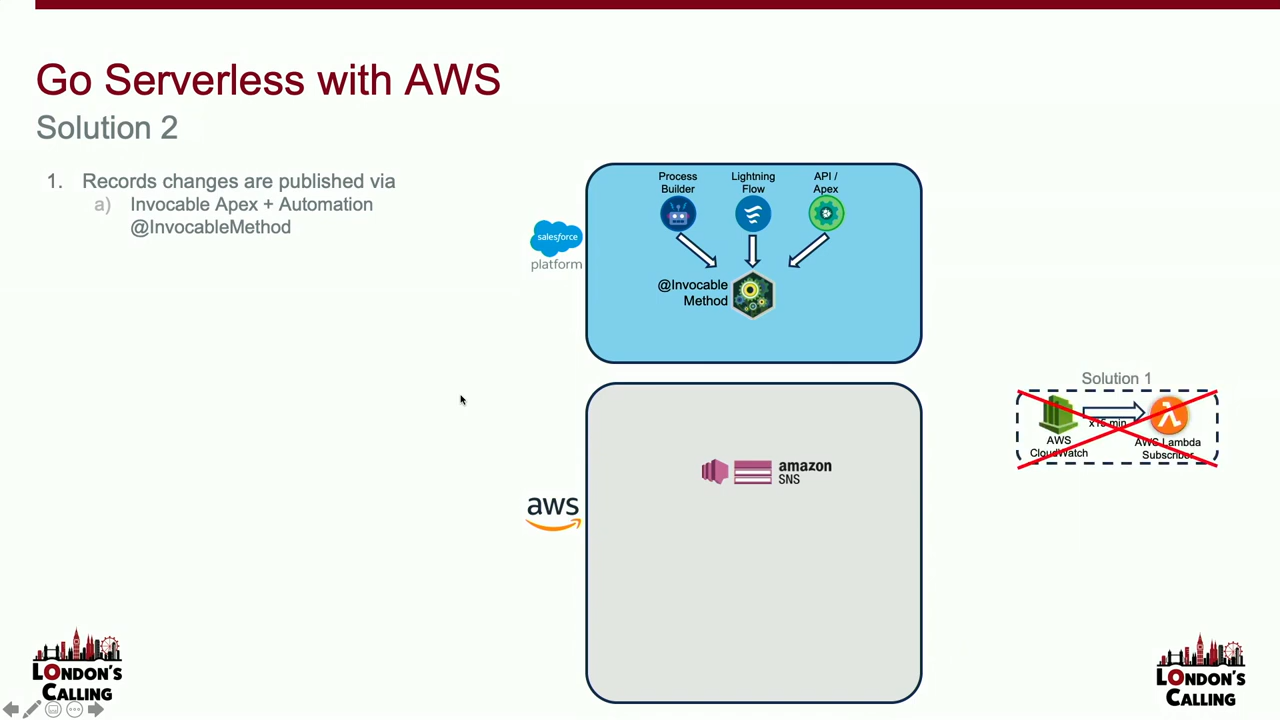 Go Serverless with AWS
Solution 2
1. Records changes are published via
a) Invocable Apex + Automation
@InvocableMethod
Process
Builder
Lightning
Flow
API /
Apex
salesforce
platform
@Invocable
Method
Solution 1
x15 min
AWS
CloudWatch
AWS Lambda
Subscriber
amazon
SNS
aws
LONDON'S
CALLING
LONDON'S
CALLING